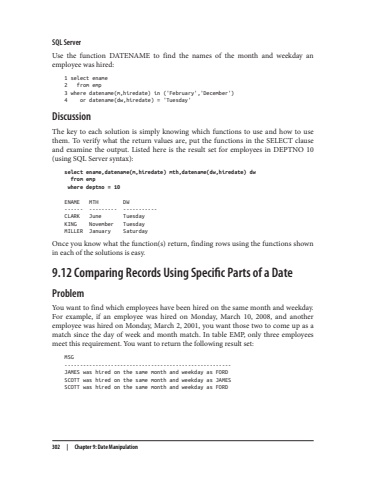 SQL Server
Use the function DATENAME to find the names of the month and weekday an
employee was hired:
1 select ename
2   from emp
3 where datename(m,hiredate) in ('February','December')
4    or datename(dw,hiredate) = 'Tuesday'
Discussion
The key to each solution is simply knowing which functions to use and how to use
them. To verify what the return values are, put the functions in the SELECT clause
and examine the output. Listed here is the result set for employees in DEPTNO 10
(using SQL Server syntax):
select ename,datename(m,hiredate) mth,datename(dw,hiredate) dw
  from emp
 where deptno = 10
ENAME  MTH       DW
------ --------- -----------
CLARK  June      Tuesday
KING   November  Tuesday
MILLER January   Saturday
Once you know what the function(s) return, finding rows using the functions shown
in each of the solutions is easy.
9.12 Comparing Records Using Specific Parts of a Date
Problem
You want to find which employees have been hired on the same month and weekday.
For example, if an employee was hired on Monday, March 10, 2008, and another
employee was hired on Monday, March 2, 2001, you want those two to come up as a
match since the day of week and month match. In table EMP, only three employees
meet this requirement. You want to return the following result set:
MSG
------------------------------------------------------
JAMES was hired on the same month and weekday as FORD
SCOTT was hired on the same month and weekday as JAMES
SCOTT was hired on the same month and weekday as FORD
302 | Chapter 9: Date Manipulation